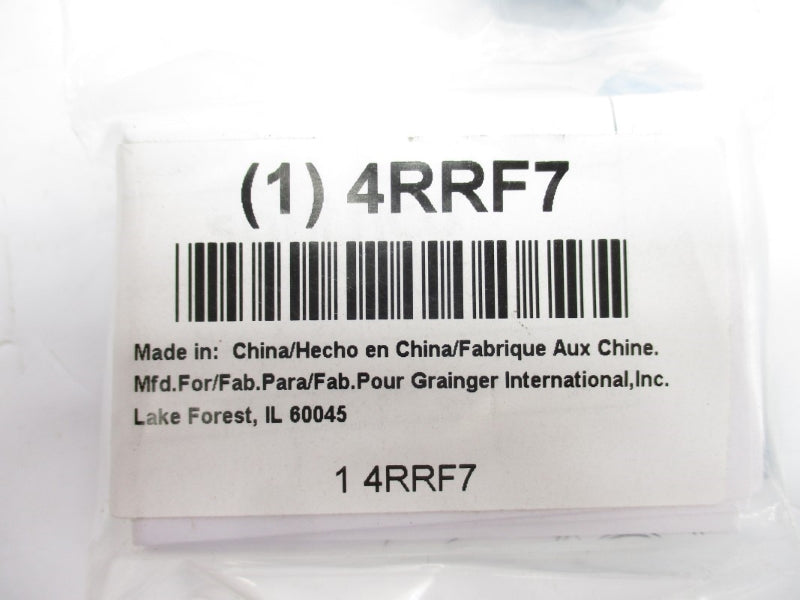 (1) 4RRF7
Made in: China/Hecho en China/Fabrique Aux Chine.
Mfd.For/Fab.Para/Fab.Pour Grainger International,Inc.
Lake Forest, IL 60045
1 4RRF7